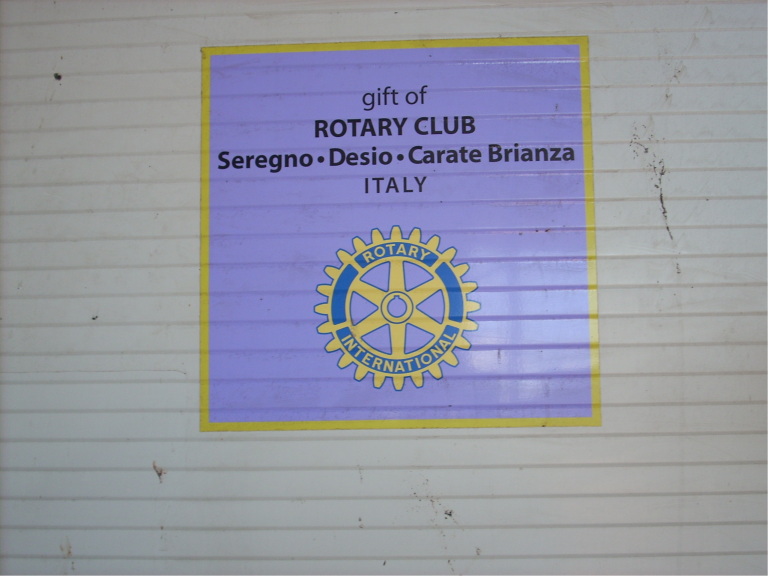 gift of
ROTARY CLUB
Seregno • Desio • Carate Brianza
ITALY
ROTARY
INTERNATIONAL